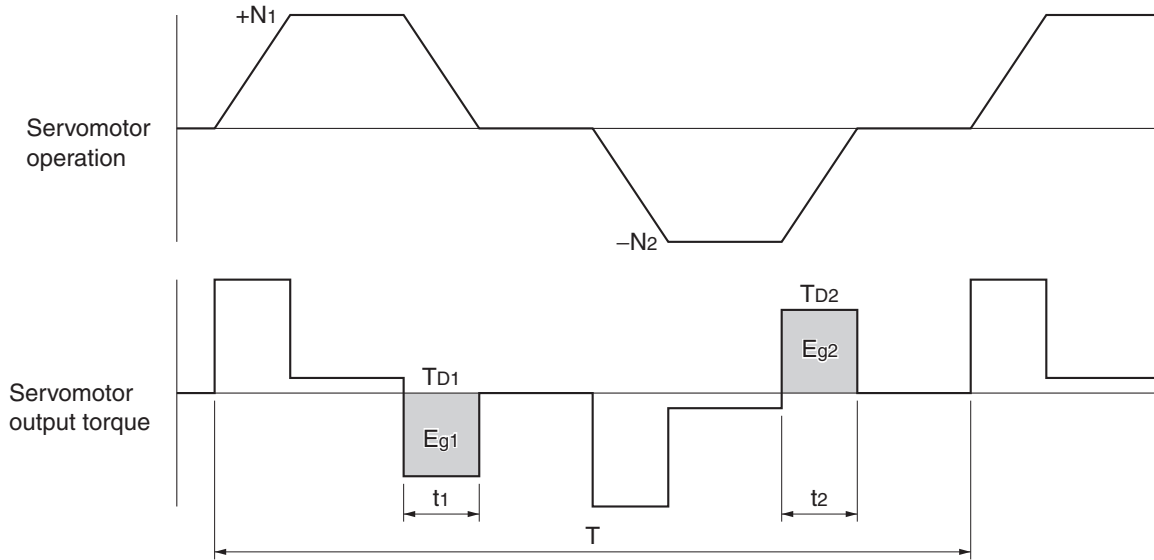 +N1
Servomotor
operation
–N2
TD2
Eg2
TD1
Servomotor
output torque
Eg1
t1
t2
T